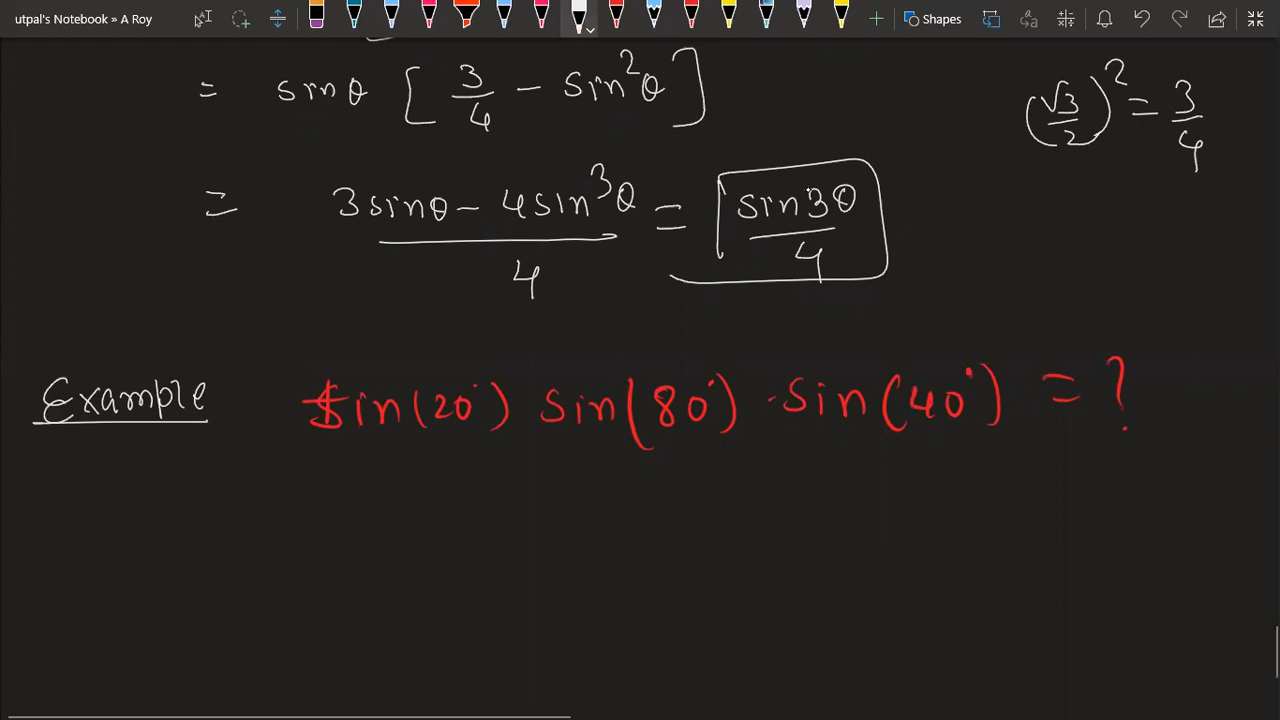 utpal's Notebook » A Roy
Shapes
= sinθ [ 3/4 - sin²θ ]
(√3/2)² = 3/4
= 3sinθ - 4sin³θ / 4 = sin3θ / 4
Example sin(20°) sin(80°) · sin(40°) = ?